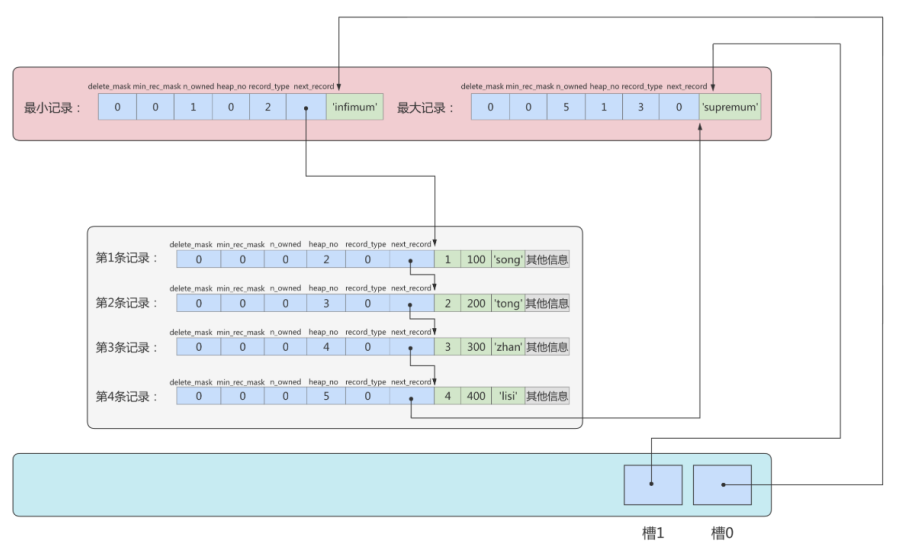 delete_mask min_rec_mask n_owned heap_no record_type next_record
最小记录： 0 0 1 0 2 'infimum'
delete_mask min_rec_mask n_owned heap_no record_type next_record
最大记录： 0 0 5 1 3 0 'supremum'
delete_mask min_rec_mask n_owned heap_no record_type next_record
第1条记录： 0 0 0 2 0 1 100 'song' 其他信息
delete_mask min_rec_mask n_owned heap_no record_type next_record
第2条记录： 0 0 0 3 0 2 200 'tong' 其他信息
delete_mask min_rec_mask n_owned heap_no record_type next_record
第3条记录： 0 0 0 4 0 3 300 'zhan' 其他信息
delete_mask min_rec_mask n_owned heap_no record_type next_record
第4条记录： 0 0 0 5 0 4 400 'lisi' 其他信息
槽1 槽0